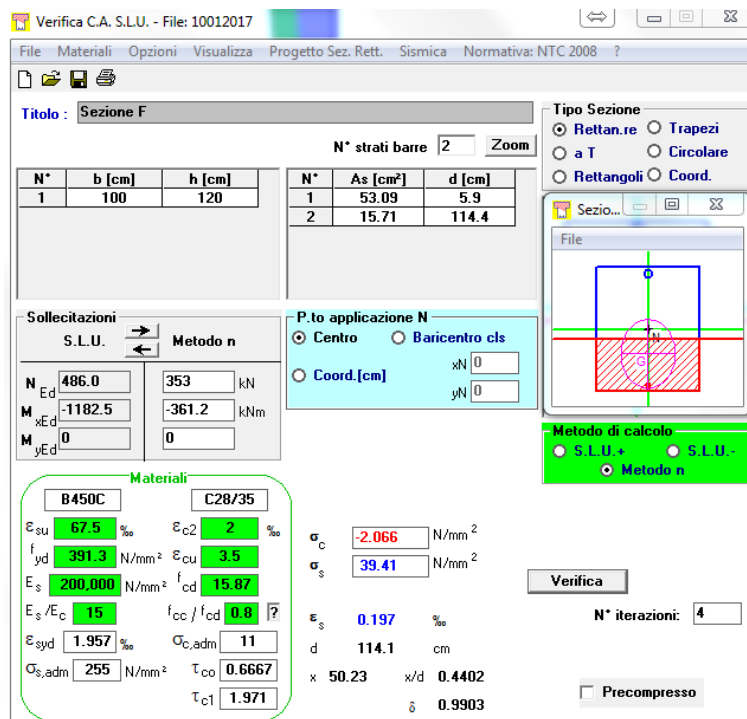 Verifica C.A. S.L.U. - File: 10012017
File Materiali Opzioni Visualizza Progetto Sez. Rett. Sismica Normativa: NTC 2008 ?
Titolo : Sezione F
N° strati barre 2 Zoom
N° b [cm] h [cm]
1 100 120
N° As [cm²] d [cm]
1 53.09 5.9
2 15.71 114.4
Tipo Sezione
Rettan.re Trapezi
a T Circolare
Rettangoli Coord.
Sezio...
File
N
G
Sollecitazioni
S.L.U. Metodo n
N Ed 486.0 353 kN
M xEd -1182.5 -361.2 kNm
M yEd 0 0
P.to applicazione N
Centro Baricentro cls
Coord.[cm] xN 0
yN 0
Metodo di calcolo
S.L.U.+ S.L.U.-
Metodo n
Materiali
B450C C28/35
εsu 67.5 ‰ εc2 2 ‰
fyd 391.3 N/mm² εcu 3.5
Es 200,000 N/mm² fcd 15.87
Es/Ec 15 fcc / fcd 0.8 ?
εsyd 1.957 ‰ σc,adm 11
σs,adm 255 N/mm² τco 0.6667
τc1 1.971
σc -2.066 N/mm²
σs 39.41 N/mm²
εs 0.197 ‰
d 114.1 cm
x 50.23 x/d 0.4402
δ 0.9903
Verifica
N° iterazioni: 4
Precompresso